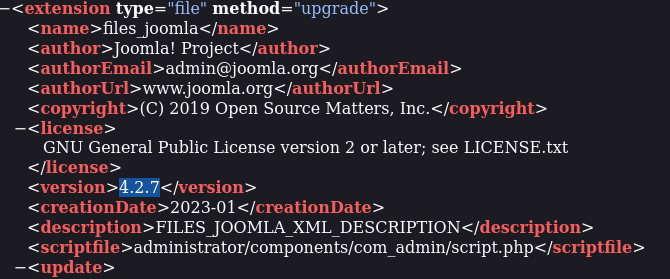 −<extension type="file" method="upgrade">
<name>files_joomla</name>
<author>Joomla! Project</author>
<authorEmail>admin@joomla.org</authorEmail>
<authorUrl>www.joomla.org</authorUrl>
<copyright>(C) 2019 Open Source Matters, Inc.</copyright>
−<license>
GNU General Public License version 2 or later; see LICENSE.txt
</license>
<version>4.2.7</version>
<creationDate>2023-01</creationDate>
<description>FILES_JOOMLA_XML_DESCRIPTION</description>
<scriptfile>administrator/components/com_admin/script.php</scriptfile>
−<update>